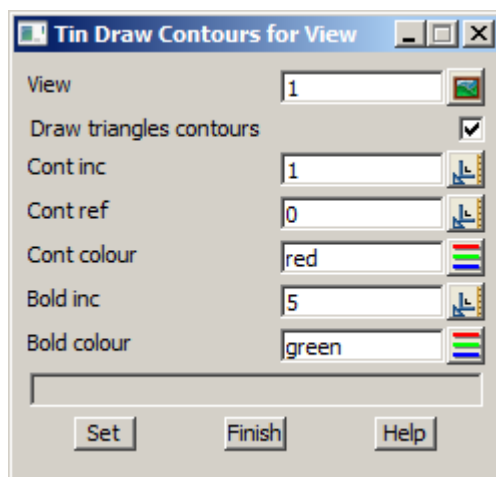 Tin Draw Contours for View
View 1
Draw triangles contours
Cont inc 1
Cont ref 0
Cont colour red
Bold inc 5
Bold colour green
Set Finish Help